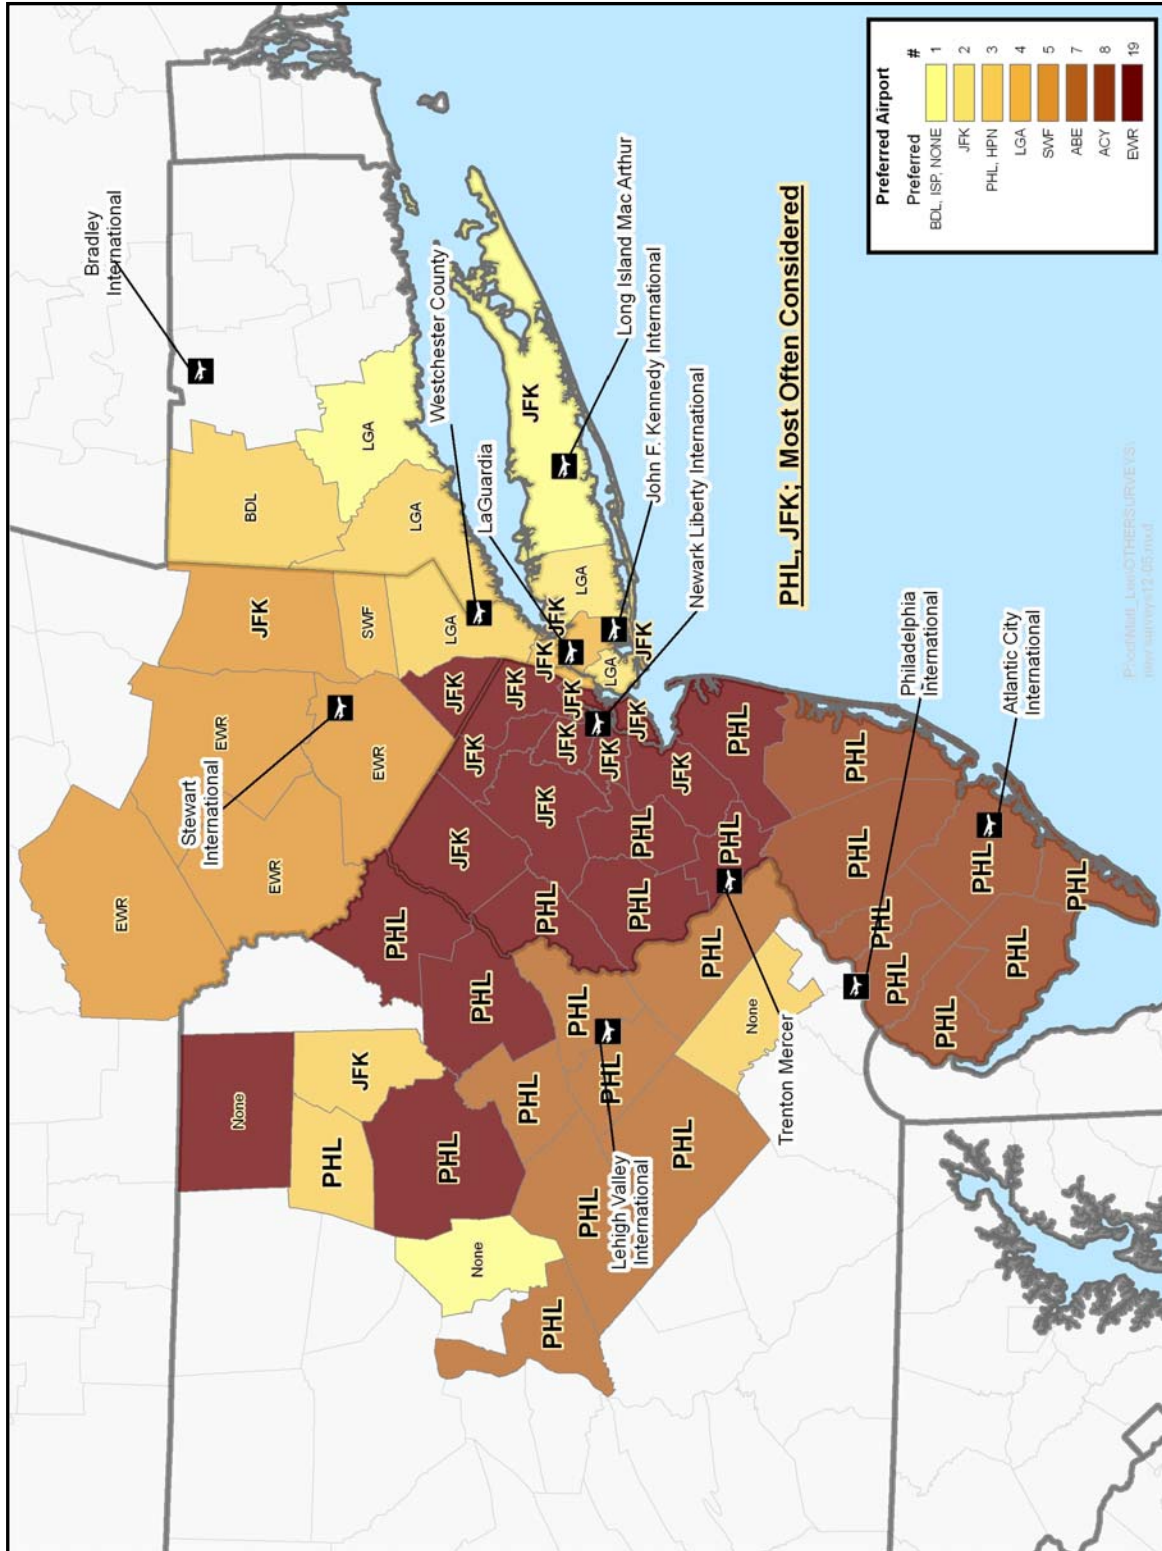 Bradley
International
Westchester County
LaGuardia
Long Island Mac Arthur
John F. Kennedy International
Newark Liberty International
Stewart
International
Philadelphia
International
Atlantic City
International
Trenton Mercer
Lehigh Valley
International
PHL, JFK; Most Often Considered
EWR
EWR
EWR
EWR
JFK
SWF
LGA
BDL
LGA
LGA
JFK
LGA
JFK
JFK
LGA
JFK
JFK
JFK
JFK
JFK
JFK
JFK
JFK
JFK
JFK
JFK
PHL
PHL
PHL
PHL
PHL
PHL
PHL
None
JFK
PHL
PHL
None
PHL
PHL
PHL
PHL
PHL
PHL
PHL
None
PHL
PHL
PHL
PHL
PHL
PHL
PHL
PHL
Preferred Airport
Preferred #
BDL, ISP, NONE 1
JFK 2
PHL, HPN 3
LGA 4
SWF 5
ABE 7
ACY 8
EWR 19